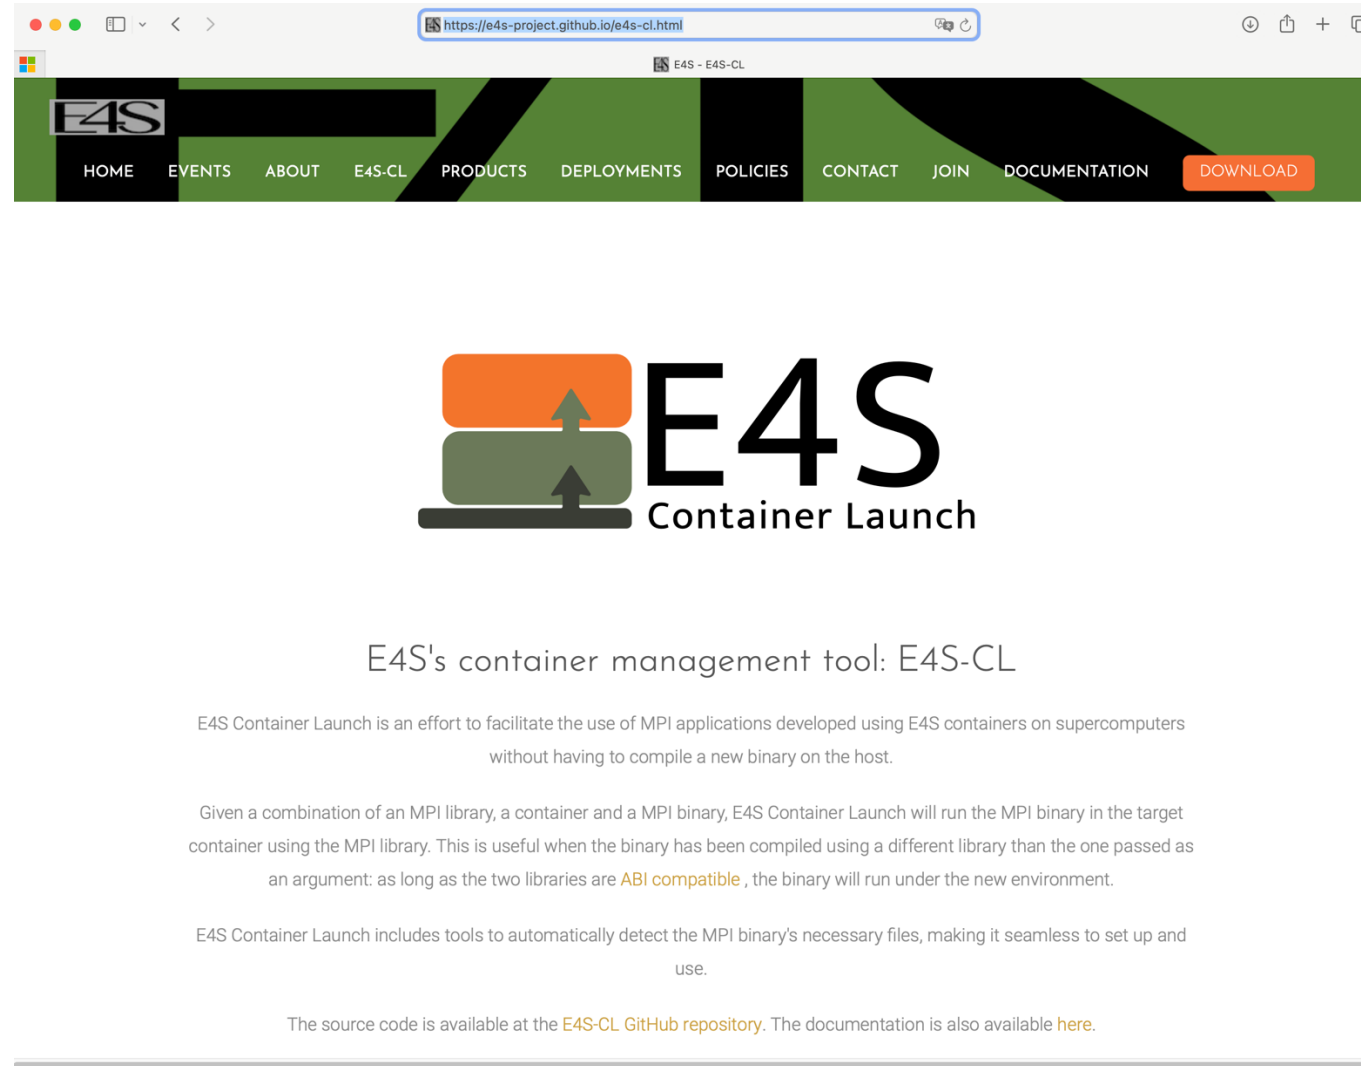 https://e4s-project.github.io/e4s-cl.html
E4S - E4S-CL
E4S
HOME EVENTS ABOUT E4S-CL PRODUCTS DEPLOYMENTS POLICIES CONTACT JOIN DOCUMENTATION DOWNLOAD
E4S
Container Launch
E4S's container management tool: E4S-CL
E4S Container Launch is an effort to facilitate the use of MPI applications developed using E4S containers on supercomputers
without having to compile a new binary on the host.
Given a combination of an MPI library, a container and a MPI binary, E4S Container Launch will run the MPI binary in the target
container using the MPI library. This is useful when the binary has been compiled using a different library than the one passed as
an argument: as long as the two libraries are ABI compatible , the binary will run under the new environment.
E4S Container Launch includes tools to automatically detect the MPI binary's necessary files, making it seamless to set up and
use.
The source code is available at the E4S-CL GitHub repository. The documentation is also available here.